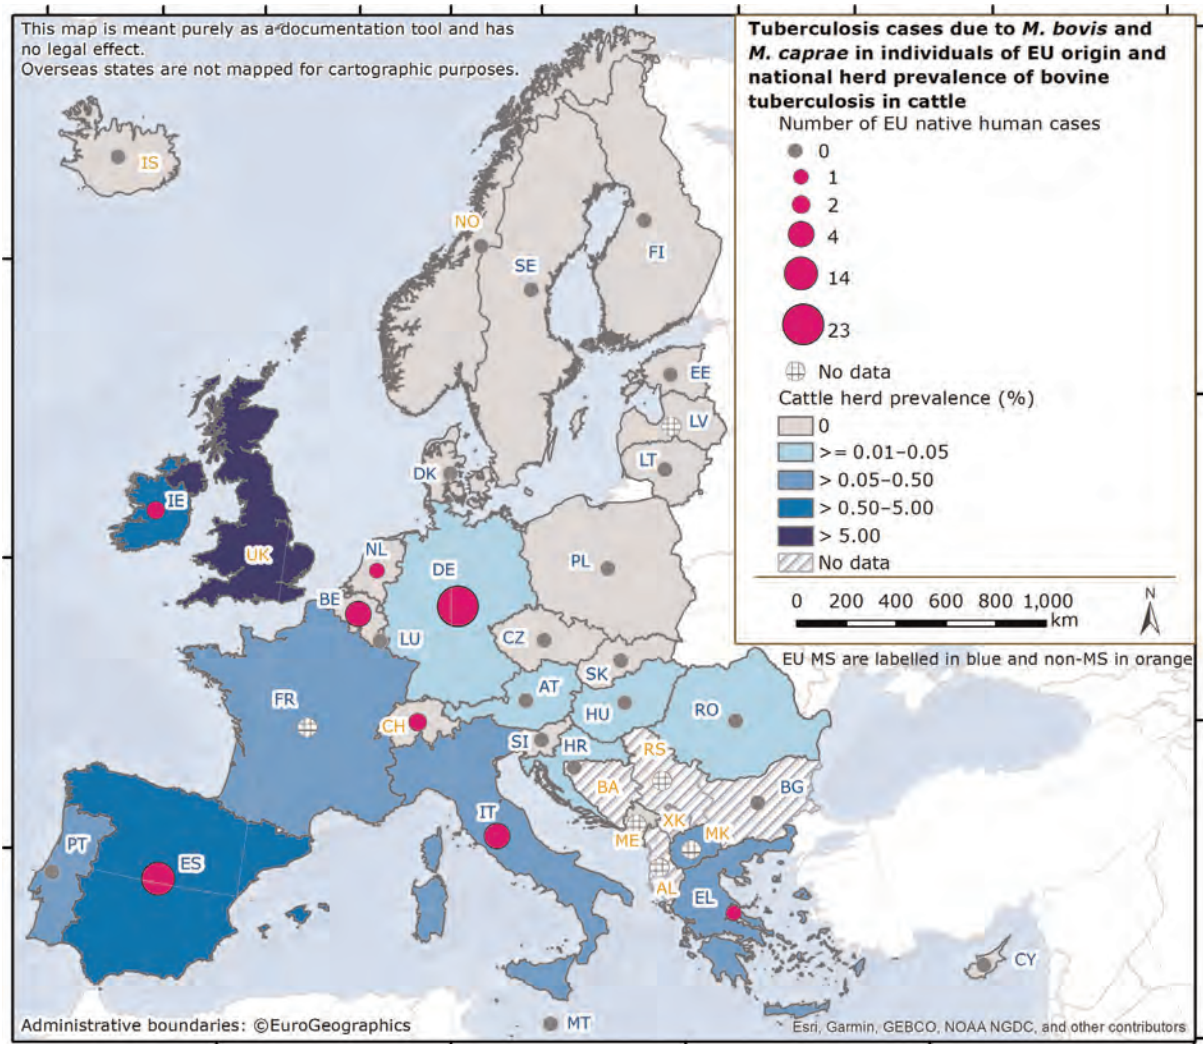 This map is meant purely as a documentation tool and has
no legal effect.
Overseas states are not mapped for cartographic purposes.
Tuberculosis cases due to M. bovis and
M. caprae in individuals of EU origin and
national herd prevalence of bovine
tuberculosis in cattle
Number of EU native human cases
0
1
2
4
14
23
No data
Cattle herd prevalence (%)
0
>= 0.01–0.05
> 0.05–0.50
> 0.50–5.00
> 5.00
No data
0 200 400 600 800 1,000
km
N
EU MS are labelled in blue and non-MS in orange
IS
NO
SE
FI
EE
LV
LT
DK
IE
UK
NL
DE
PL
BE
LU
CZ
SK
FR
AT
HU
RO
CH
SI
HR
RS
BA
BG
IT
ME
XK
MK
PT
ES
AL
EL
CY
MT
Administrative boundaries: ©EuroGeographics
Esri, Garmin, GEBCO, NOAA NGDC, and other contributors